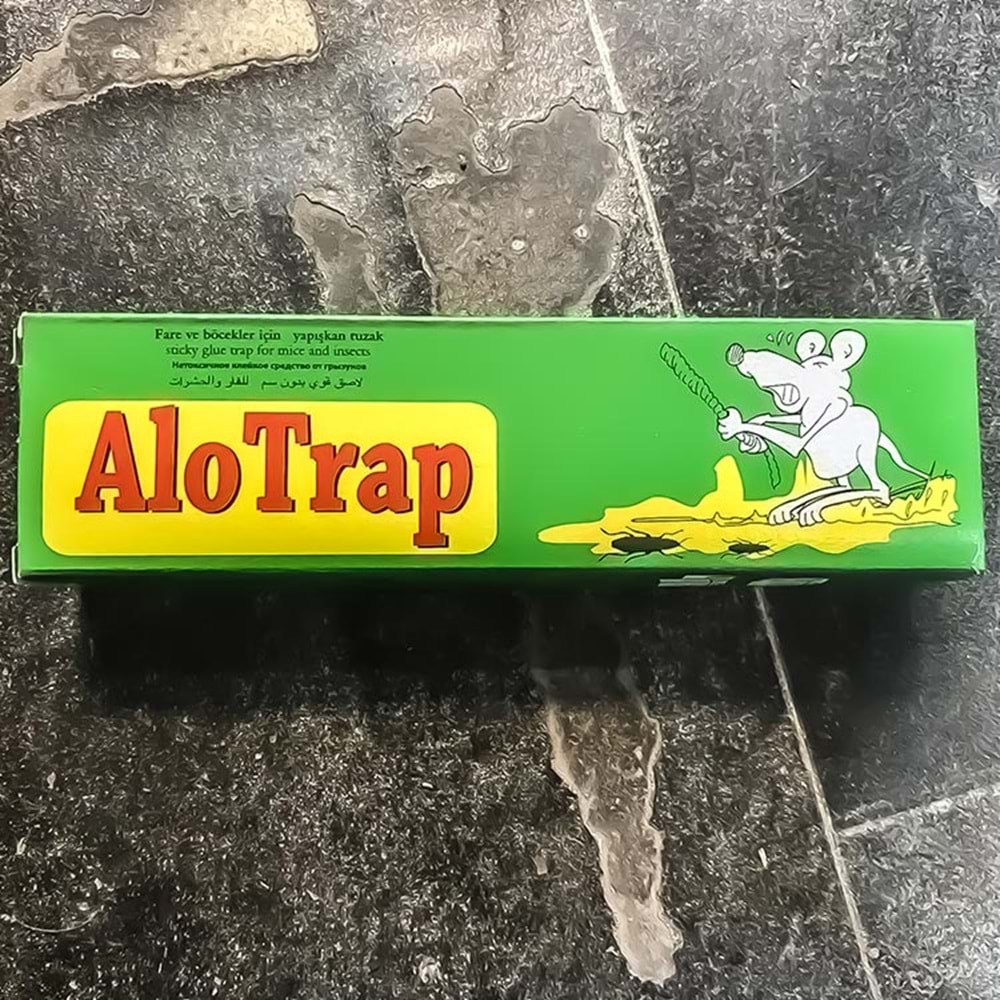 Fare ve böcekler için yapışkan tuzak
sticky glue trap for mice and insects
Нетоксичное клейкое средство от грызунов
لاصق قوي بدون سم للفار والحشرات
AloTrap